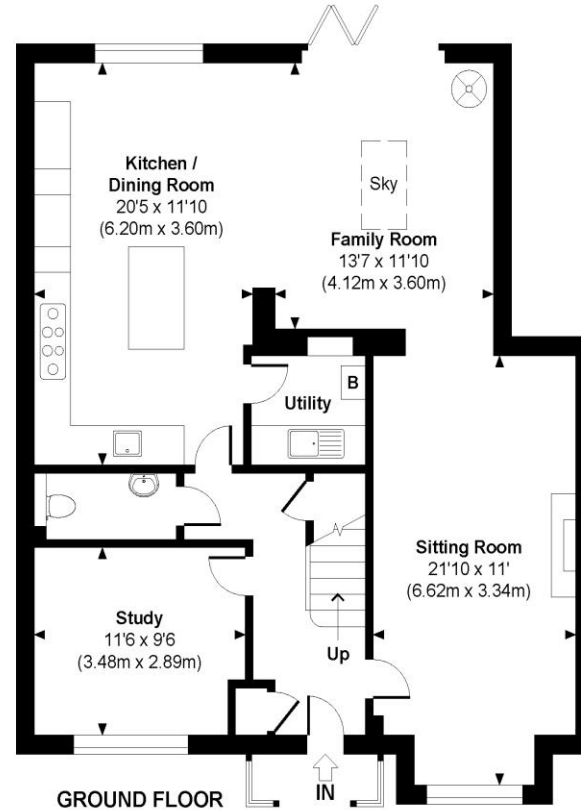 Kitchen /
Dining Room
20'5 x 11'10
(6.20m x 3.60m)
Sky
Family Room
13'7 x 11'10
(4.12m x 3.60m)
Utility
B
Sitting Room
21'10 x 11'
(6.62m x 3.34m)
Study
11'6 x 9'6
(3.48m x 2.89m)
Up
IN
GROUND FLOOR